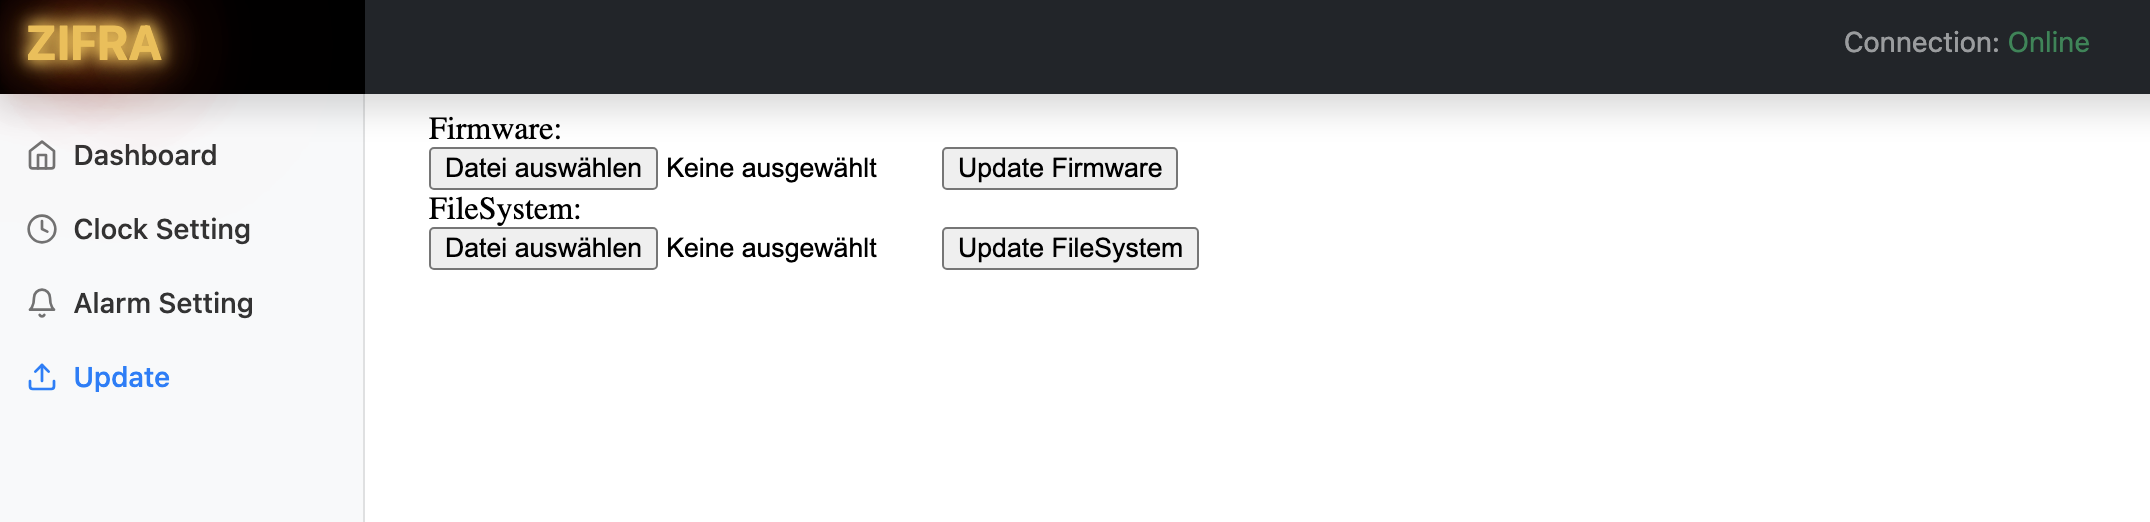 ZIFRA
Connection: Online
Dashboard
Clock Setting
Alarm Setting
Update
Firmware:
Datei auswählen Keine ausgewählt Update Firmware
FileSystem:
Datei auswählen Keine ausgewählt Update FileSystem